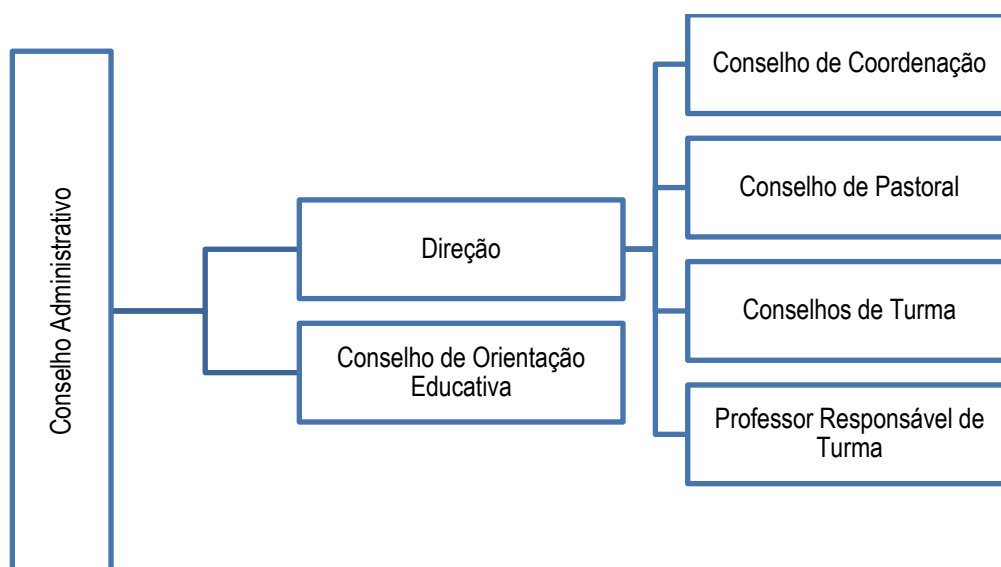 Conselho Administrativo
Direção
Conselho de Orientação
Educativa
Conselho de Coordenação
Conselho de Pastoral
Conselhos de Turma
Professor Responsável de
Turma